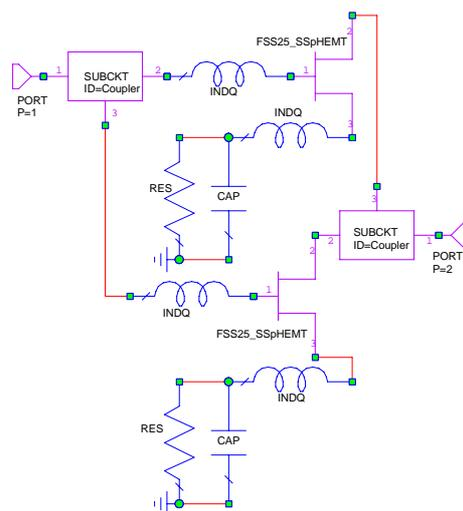 FSS25_SSpHEMT
2
1
SUBCKT
ID=Coupler
2
INDQ
1
3
PORT
P=1
3
INDQ
RES
CAP
3
SUBCKT
ID=Coupler
2
1
PORT
P=2
2
INDQ
1
FSS25_SSpHEMT
3
INDQ
RES
CAP